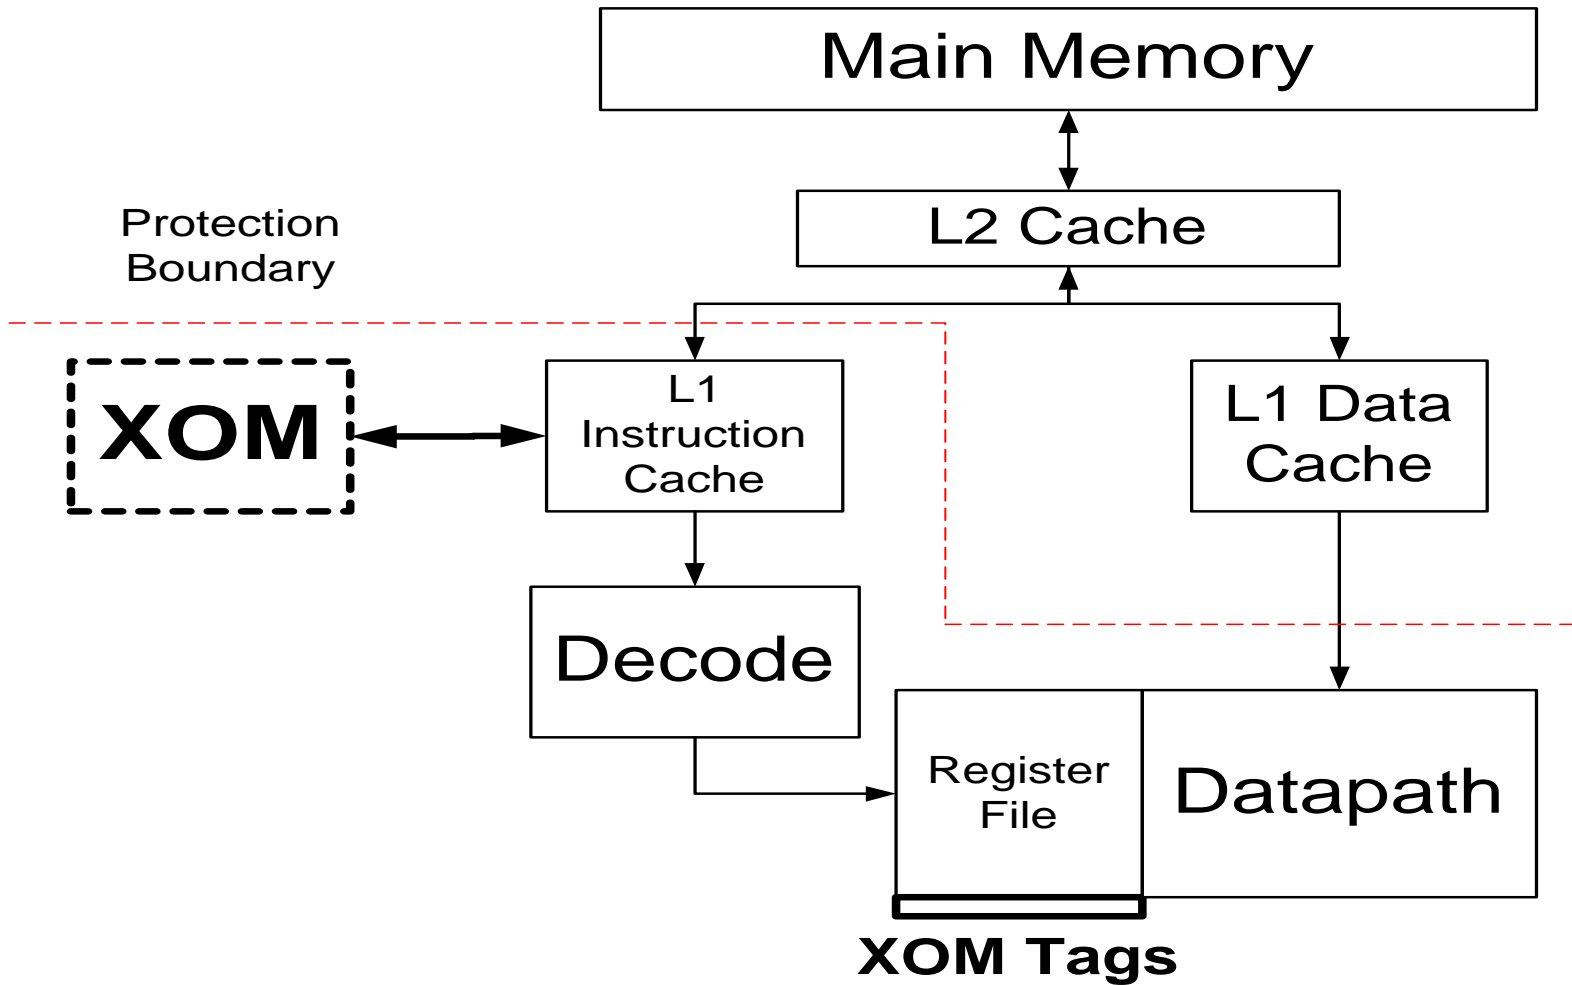 Main Memory
L2 Cache
Protection
Boundary
XOM
L1
Instruction
Cache
L1 Data
Cache
Decode
Register
File
Datapath
XOM Tags